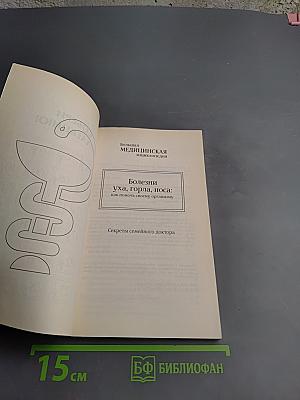 Большая
МЕДИЦИНСКАЯ
энциклопедия
Болезни
уха, горла, носа:
как помочь своему организму
Секреты семейного доктора
15 см
БФ БИБЛИОФАН